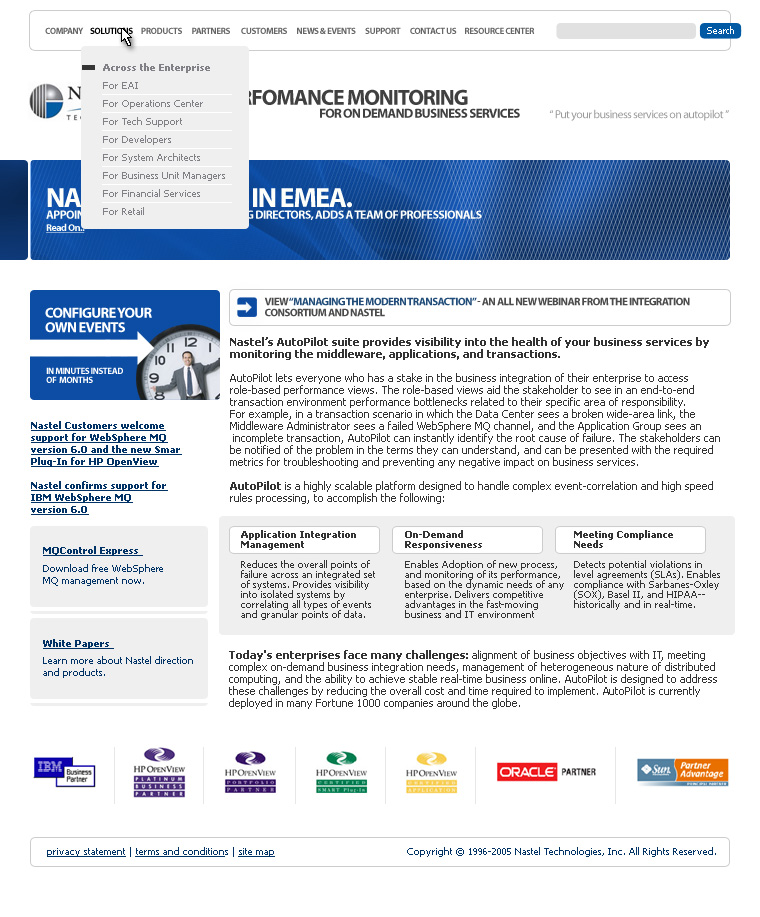 COMPANY SOLUTIONS PRODUCTS PARTNERS CUSTOMERS NEWS & EVENTS SUPPORT CONTACT US RESOURCE CENTER Search
Across the Enterprise
For EAI
For Operations Center
For Tech Support
For Developers
For System Architects
For Business Unit Managers
For Financial Services
For Retail
N
TE
RFOMANCE MONITORING
FOR ON DEMAND BUSINESS SERVICES
“Put your business services on autopilot”
NA IN EMEA.
APPOIN G DIRECTORS, ADDS A TEAM OF PROFESSIONALS
Read On..
CONFIGURE YOUR
OWN EVENTS
IN MINUTES INSTEAD
OF MONTHS
12
11
1
10
2
3
4
Nastel Customers welcome
support for WebSphere MQ
version 6.0 and the new Smar
Plug-In for HP OpenView
Nastel confirms support for
IBM WebSphere MQ
version 6.0
MQControl Express
Download free WebSphere
MQ management now.
White Papers
Learn more about Nastel direction
and products.
VIEW “MANAGING THE MODERN TRANSACTION” - AN ALL NEW WEBINAR FROM THE INTEGRATION
CONSORTIUM AND NASTEL
Nastel’s AutoPilot suite provides visibility into the health of your business services by
monitoring the middleware, applications, and transactions.
AutoPilot lets everyone who has a stake in the business integration of their enterprise to access
role-based performance views. The role-based views aid the stakeholder to see in an end-to-end
transaction environment performance bottlenecks related to their specific area of responsibility.
For example, in a transaction scenario in which the Data Center sees a broken wide-area link, the
Middleware Administrator sees a failed WebSphere MQ channel, and the Application Group sees an
incomplete transaction, AutoPilot can instantly identify the root cause of failure. The stakeholders can
be notified of the problem in the terms they can understand, and can be presented with the required
metrics for troubleshooting and preventing any negative impact on business services.
AutoPilot is a highly scalable platform designed to handle complex event-correlation and high speed
rules processing, to accomplish the following:
Application Integration
Management
Reduces the overall points of
failure across an integrated set
of systems. Provides visibility
into isolated systems by
correlating all types of events
and granular points of data.
On-Demand
Responsiveness
Enables Adoption of new process,
and monitoring of its performance,
based on the dynamic needs of any
enterprise. Delivers competitive
advantages in the fast-moving
business and IT environment
Meeting Compliance
Needs
Detects potential violations in
level agreements (SLAs). Enables
compliance with Sarbanes-Oxley
(SOX), Basel II, and HIPAA--
historically and in real-time.
Today's enterprises face many challenges: alignment of business objectives with IT, meeting
complex on-demand business integration needs, management of heterogeneous nature of distributed
computing, and the ability to achieve stable real-time business online. AutoPilot is designed to address
these challenges by reducing the overall cost and time required to implement. AutoPilot is currently
deployed in many Fortune 1000 companies around the globe.
IBM Business
Partner
HP OPENVIEW
PLATINUM
BUSINESS
PARTNER
HP OPENVIEW
PORTFOLIO
PARTNER
HP OPENVIEW
CERTIFIED
SMART Plug-In
HP OPENVIEW
CERTIFIED
APPLICATION
ORACLE PARTNER
Sun Partner
Advantage
privacy statement | terms and conditions | site map
Copyright © 1996-2005 Nastel Technologies, Inc. All Rights Reserved.